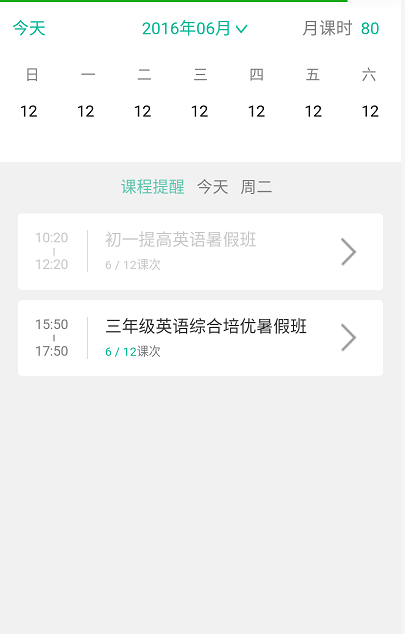 今天 2016年06月 月课时 80
日 一 二 三 四 五 六
12 12 12 12 12 12 12
课程提醒 今天 周二
10:20 初一提高英语暑假班
12:20 6 / 12课次
15:50 三年级英语综合培优暑假班
17:50 6 / 12课次